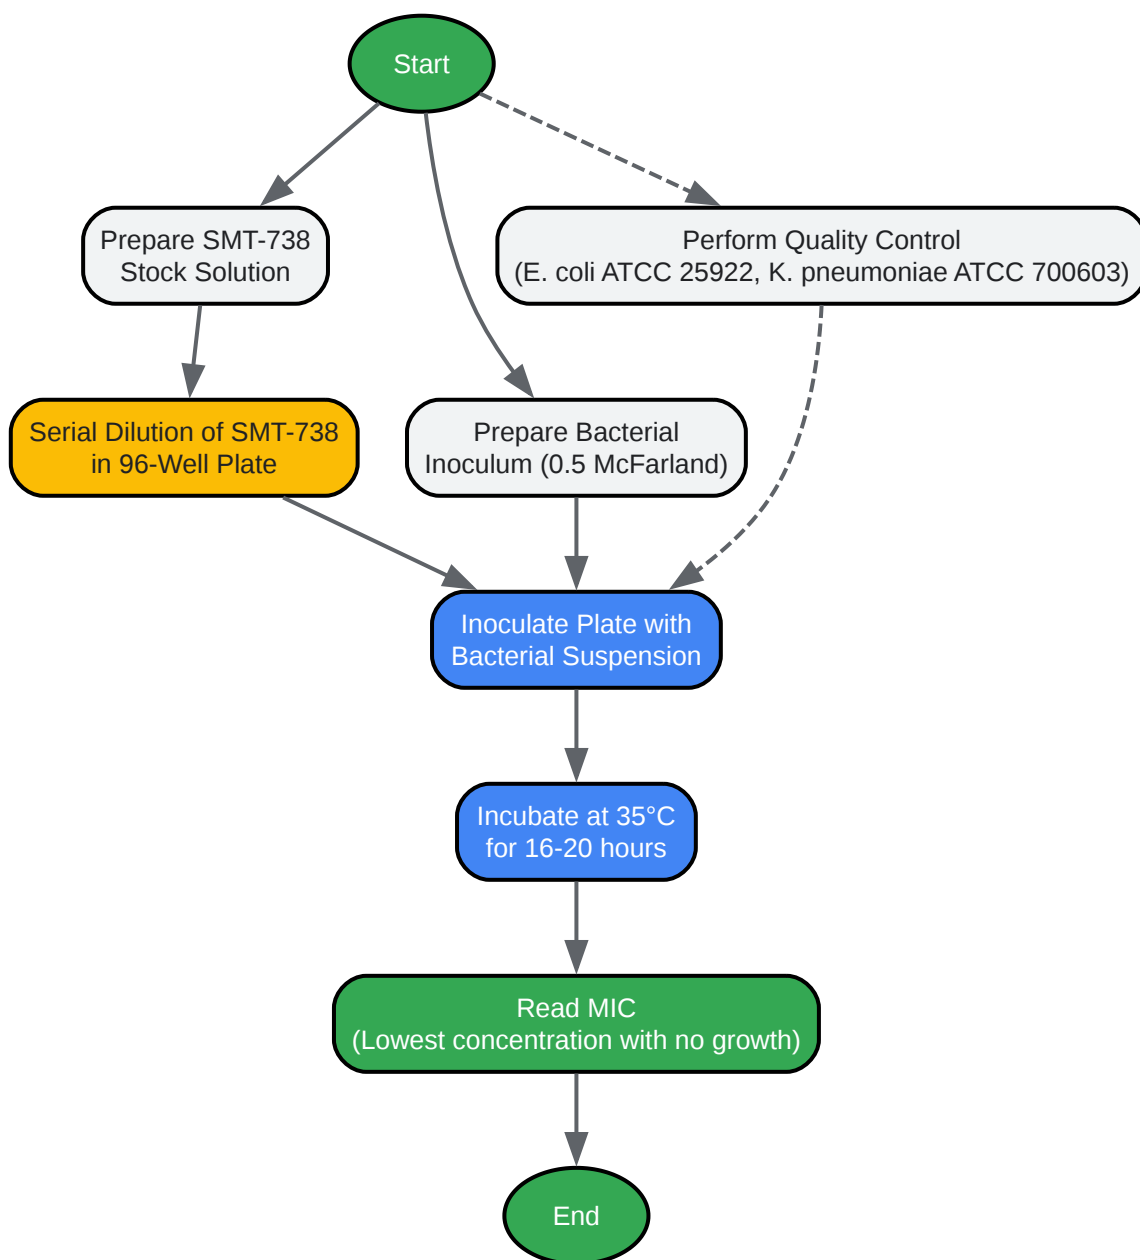 Start
Prepare SMT-738
Stock Solution
Perform Quality Control
(E. coli ATCC 25922, K. pneumoniae ATCC 700603)
Serial Dilution of SMT-738
in 96-Well Plate
Prepare Bacterial
Inoculum (0.5 McFarland)
Inoculate Plate with
Bacterial Suspension
Incubate at 35°C
for 16-20 hours
Read MIC
(Lowest concentration with no growth)
End